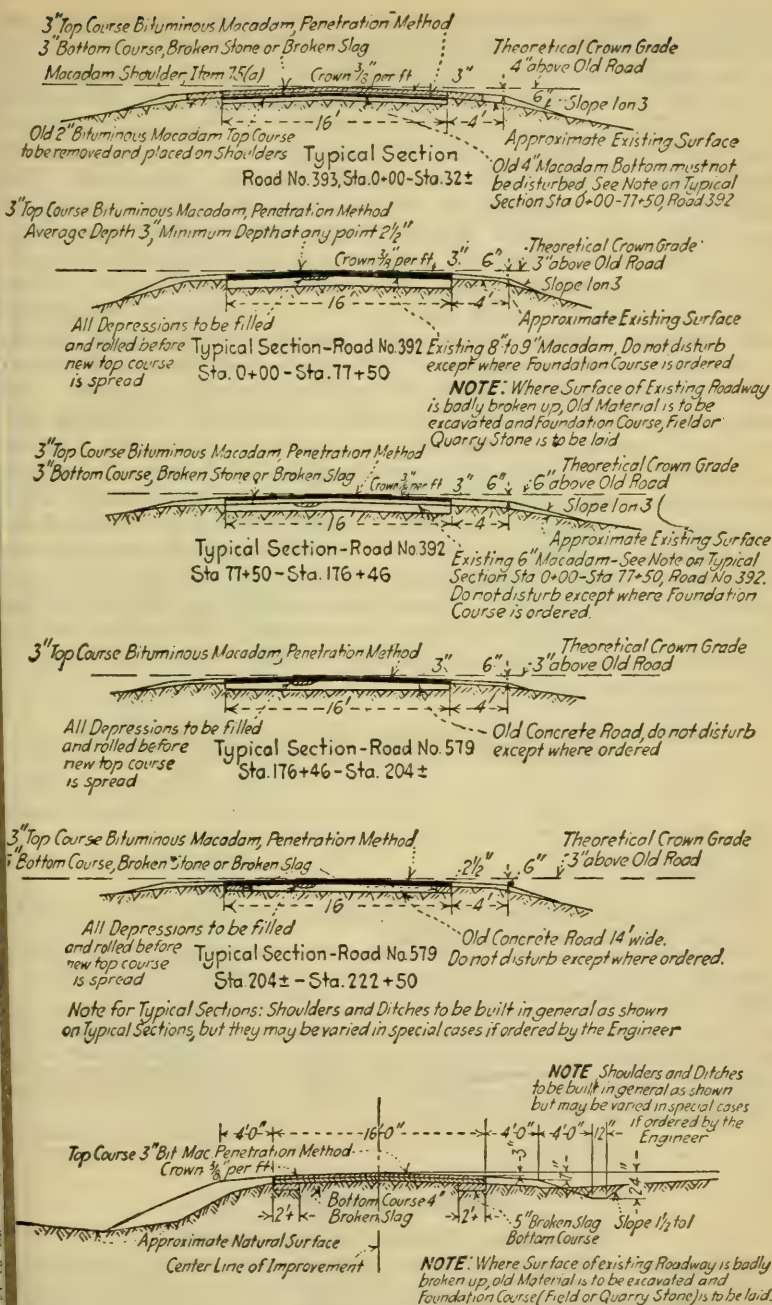 3" Top Course Bituminous Macadam, Penetration Method
3" Bottom Course, Broken Stone or Broken Slag
Macadam Shoulder, Item 75(a)
Crown 3/8" per ft
3"
Theoretical Crown Grade
4" above Old Road
6"
Slope 1 on 3
16'
4'
Old 2" Bituminous Macadam Top Course
to be removed and placed on Shoulders
Approximate Existing Surface
Typical Section
Road No. 393, Sta. 0+00-Sta. 32±
Old 4" Macadam Bottom must not
be disturbed. See Note on Typical
Section Sta 0+00-77+50, Road 392
3" Top Course Bituminous Macadam, Penetration Method
Average Depth 3", Minimum Depth at any point 2½"
Crown 3/8" per ft.
3"
6"
Theoretical Crown Grade
3" above Old Road
Slope 1 on 3
16
4'
Approximate Existing Surface
All Depressions to be filled
and rolled before
new top course
is spread
Typical Section-Road No. 392
Sta. 0+00-Sta. 77+50
Existing 8" to 9" Macadam, Do not disturb
except where Foundation Course is ordered
NOTE: Where Surface of Existing Roadway
is badly broken up, Old Material is to be
excavated and Foundation Course, Field or
Quarry Stone is to be laid
3" Top Course Bituminous Macadam, Penetration Method
3" Bottom Course, Broken Stone or Broken Slag
Crown per ft
3"
6"
Theoretical Crown Grade
6" above Old Road
Slope 1 on 3
16'
4'
Approximate Existing Surface
Typical Section-Road No. 392
Sta 77+50-Sta. 176+46
Existing 6" Macadam-See Note on Typical
Section Sta 0+00-Sta 77+50, Road No 392.
Do not disturb except where Foundation
Course is ordered.
3" Top Course Bituminous Macadam, Penetration Method
3"
6"
Theoretical Crown Grade
3" above Old Road
16'
4'
All Depressions to be filled
and rolled before
new top course
is spread
Typical Section-Road No. 579
Sta. 176+46-Sta. 204±
Old Concrete Road, do not disturb
except where ordered
3" Top Course Bituminous Macadam, Penetration Method
Bottom Course, Broken Stone or Broken Slag
2½"
6"
Theoretical Crown Grade
3" above Old Road
16'
4'
All Depressions to be filled
and rolled before
new top course
is spread
Typical Section-Road No. 579
Sta. 204±-Sta. 222+50
Old Concrete Road 14' wide.
Do not disturb except where ordered.
Note for Typical Sections: Shoulders and Ditches to be built in general as shown
on Typical Sections, but they may be varied in special cases if ordered by the Engineer
NOTE Shoulders and Ditches
to be built in general as shown
but may be varied in special cases
if ordered by the
Engineer
4'0"
16'0"
4'0"
4'0"
12"
Top Course 3" Bit Mac. Penetration Method
Crown 3/8" per ft
3"
7"
24"
2'+
Bottom Course 4"
Broken Slag
2'+
5" Broken Slag
Bottom Course
Slope 1½ to 1
Approximate Natural Surface
Center Line of Improvement
NOTE: Where Surface of existing Roadway is badly
broken up, old Material is to be excavated and
Foundation Course (Field or Quarry Stone) is to be laid.